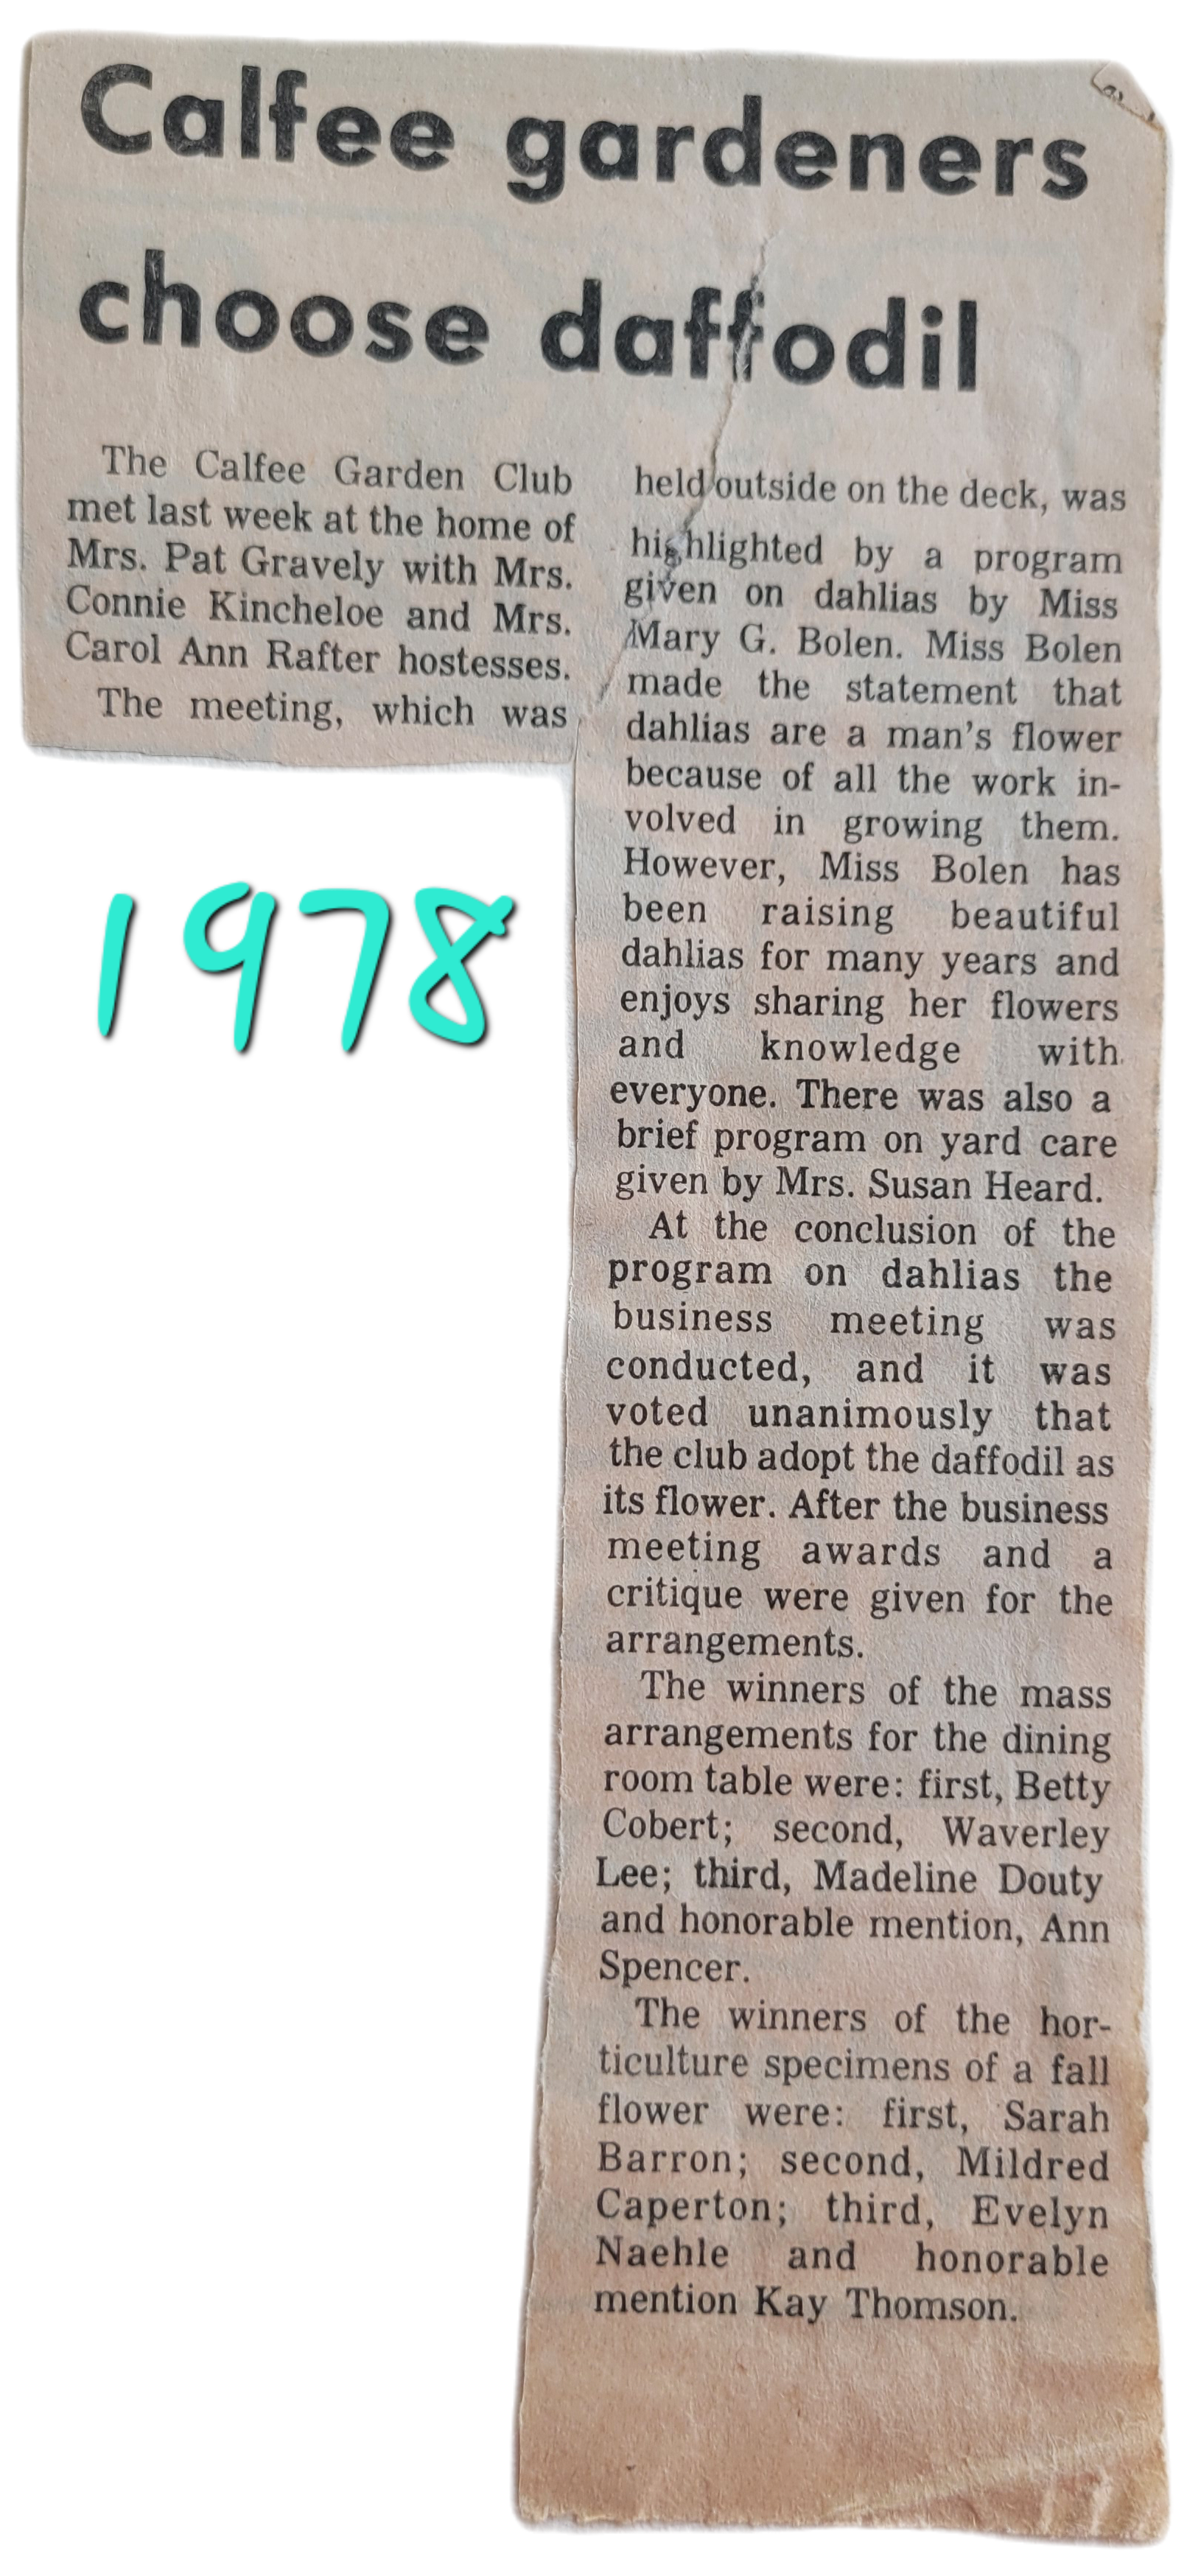 Calfee gardeners
choose daffodil
The Calfee Garden Club
met last week at the home of
Mrs. Pat Gravely with Mrs.
Connie Kincheloe and Mrs.
Carol Ann Rafter hostesses.
The meeting, which was
held outside on the deck, was
highlighted by a program
given on dahlias by Miss
Mary G. Bolen. Miss Bolen
made the statement that
dahlias are a man's flower
because of all the work in-
volved in growing them.
However, Miss Bolen has
been raising beautiful
dahlias for many years and
enjoys sharing her flowers
and knowledge with
everyone. There was also a
brief program on yard care
given by Mrs. Susan Heard.
At the conclusion of the
program on dahlias the
business meeting was
conducted, and it was
voted unanimously that
the club adopt the daffodil as
its flower. After the business
meeting awards and a
critique were given for the
arrangements.
The winners of the mass
arrangements for the dining
room table were: first, Betty
Cobert; second, Waverley
Lee; third, Madeline Douty
and honorable mention, Ann
Spencer.
The winners of the hor-
ticulture specimens of a fall
flower were: first, Sarah
Barron; second, Mildred
Caperton; third, Evelyn
Naehle and honorable
mention Kay Thomson.
1978